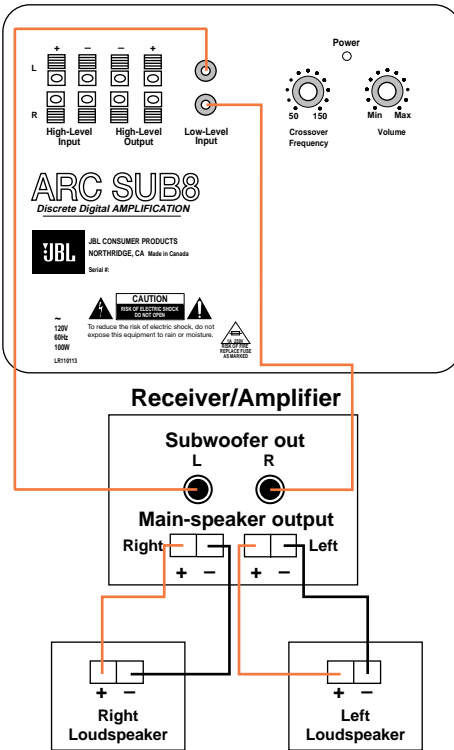 + – – +
L
R
High-Level
Input
High-Level
Output
Low-Level
Input
Power
50 150
Crossover
Frequency
Min Max
Volume
ARC SUB8
Discrete Digital AMPLIFICATION
JBL
JBL CONSUMER PRODUCTS
NORTHRIDGE, CA Made in Canada
Serial #:
~
120V
60Hz
100W
LR110113
CAUTION
RISK OF ELECTRIC SHOCK
DO NOT OPEN
To reduce the risk of electric shock, do not
expose this equipment to rain or moisture.
1A 250V
RISK OF FIRE
REPLACE FUSE
AS MARKED
Receiver/Amplifier
Subwoofer out
L R
Main-speaker output
Right Left
+ – + –
+ –
Right
Loudspeaker
+ –
Left
Loudspeaker